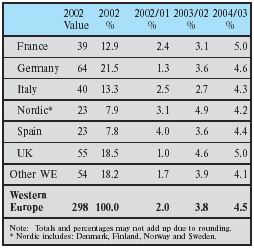 2002 2002 2002/01 2003/02 2004/03
Value % % % %
France 39 12.9 2.4 3.1 5.0
Germany 64 21.5 1.3 3.6 4.6
Italy 40 13.3 2.5 2.7 4.3
Nordic* 23 7.9 3.1 4.9 4.2
Spain 23 7.8 4.0 3.6 4.4
UK 55 18.5 1.0 4.6 5.0
Other WE 54 18.2 1.7 3.9 4.1
Western
Europe 298 100.0 2.0 3.8 4.5
Note: Totals and percentages may not add up due to rounding.
* Nordic includes: Denmark, Finland, Norway and Sweden.